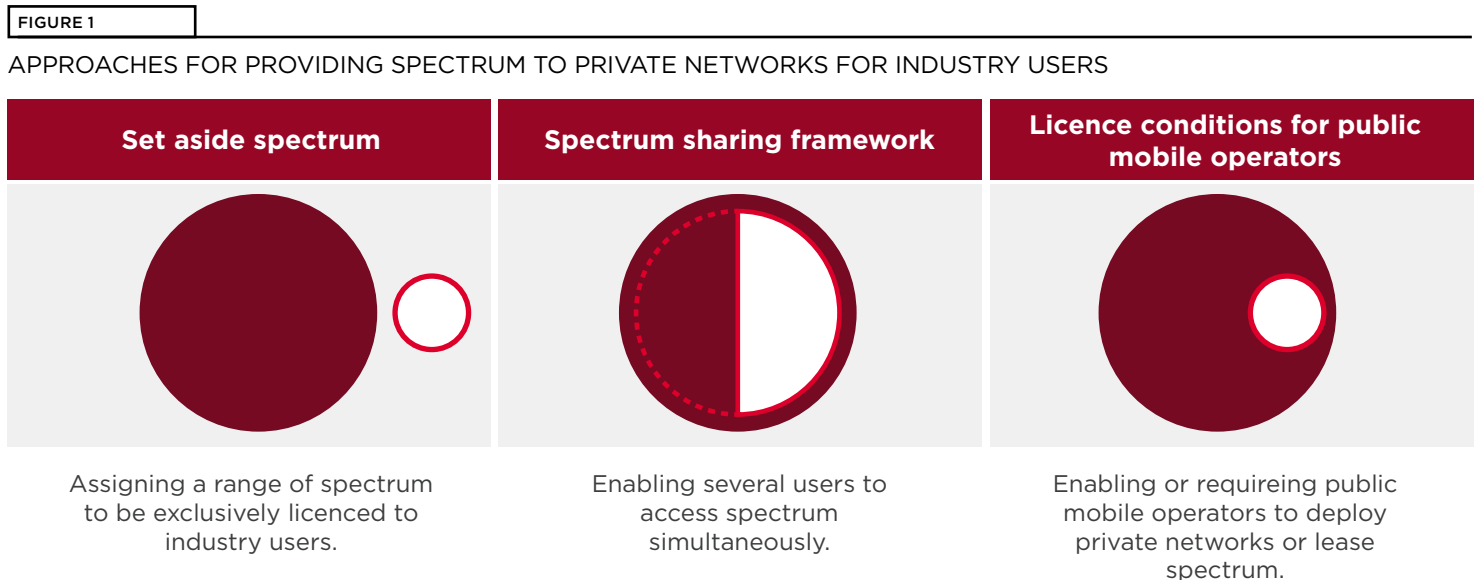 FIGURE 1
APPROACHES FOR PROVIDING SPECTRUM TO PRIVATE NETWORKS FOR INDUSTRY USERS
Set aside spectrum
Spectrum sharing framework
Licence conditions for public
mobile operators
Assigning a range of spectrum
to be exclusively licenced to
industry users.
Enabling several users to
access spectrum
simultaneously.
Enabling or requireing public
mobile operators to deploy
private networks or lease
spectrum.